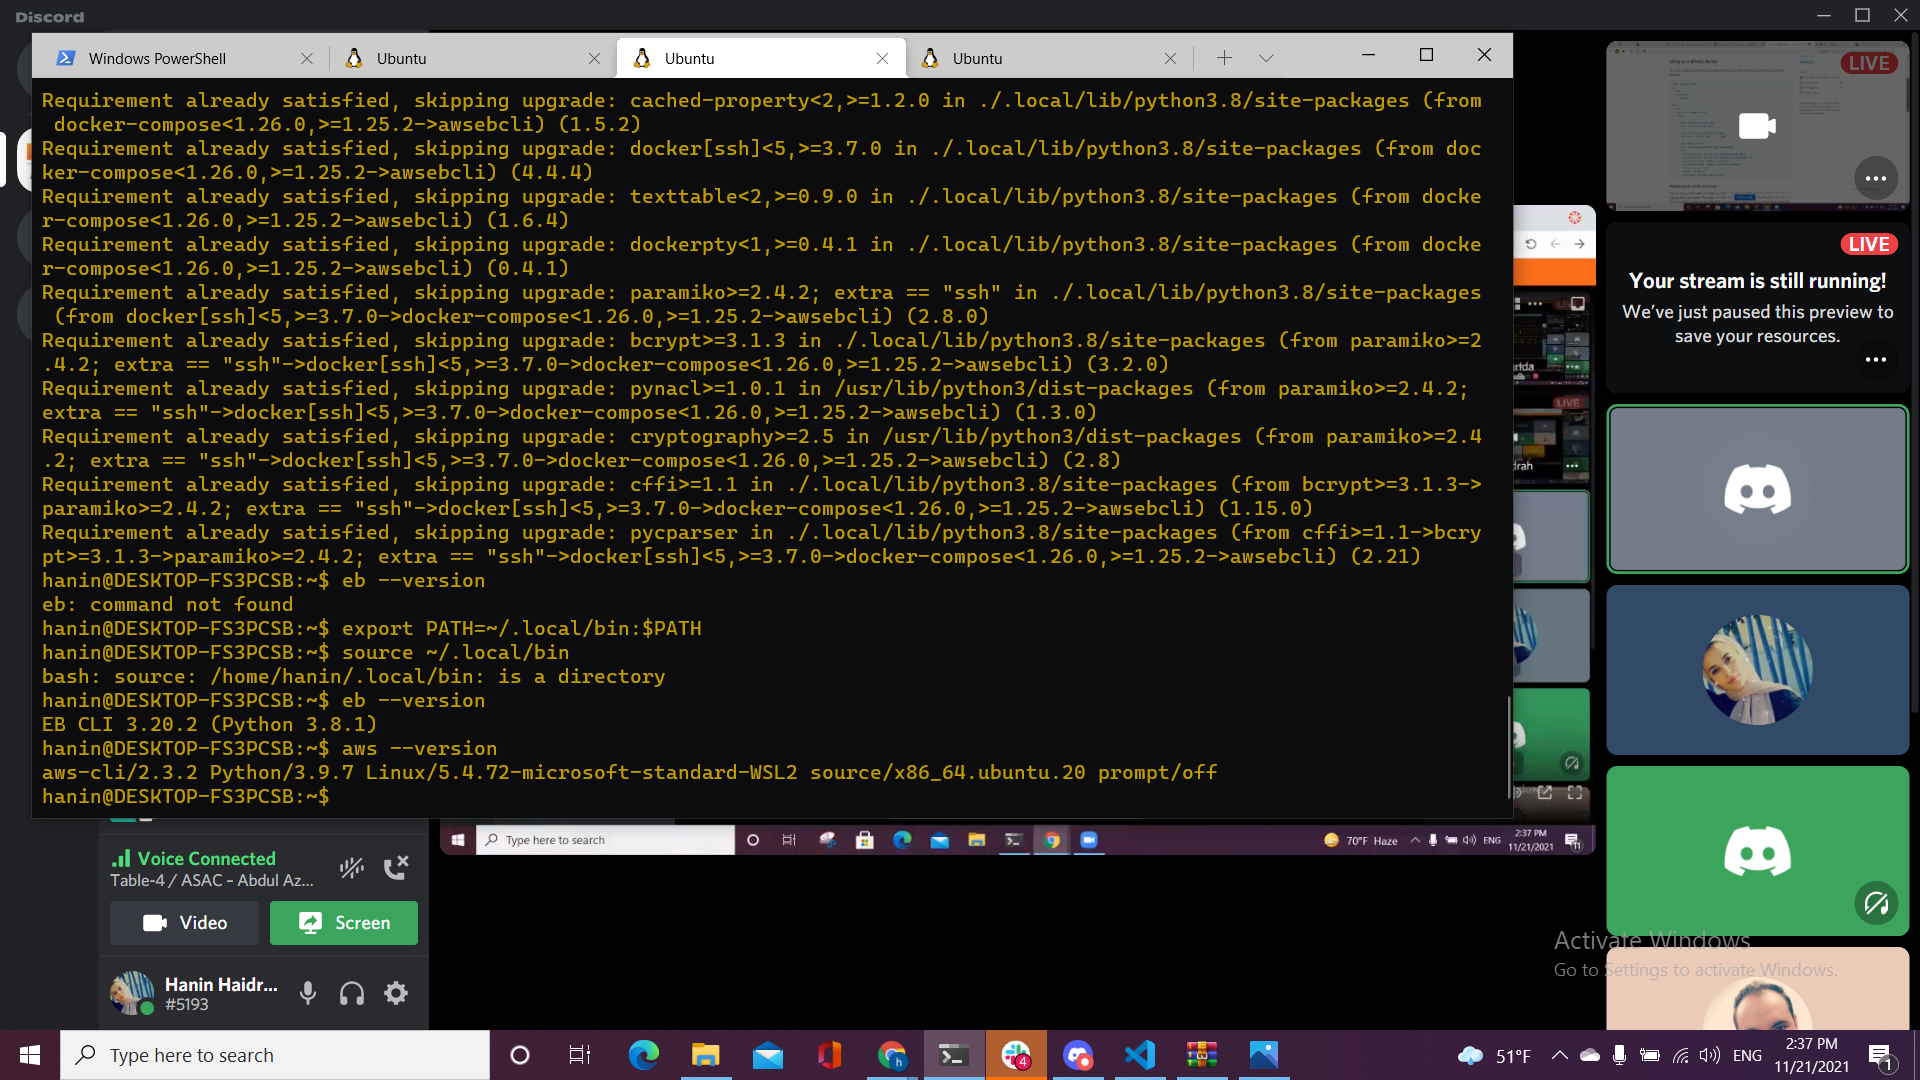 Discord
Windows PowerShell
Ubuntu
Ubuntu
Ubuntu
Requirement already satisfied, skipping upgrade: cached-property<2,>=1.2.0 in ./.local/lib/python3.8/site-packages (from
docker-compose<1.26.0,>=1.25.2->awsebcli) (1.5.2)
Requirement already satisfied, skipping upgrade: docker[ssh]<5,>=3.7.0 in ./.local/lib/python3.8/site-packages (from doc
ker-compose<1.26.0,>=1.25.2->awsebcli) (4.4.4)
Requirement already satisfied, skipping upgrade: texttable<2,>=0.9.0 in ./.local/lib/python3.8/site-packages (from docke
r-compose<1.26.0,>=1.25.2->awsebcli) (1.6.4)
Requirement already satisfied, skipping upgrade: dockerpty<1,>=0.4.1 in ./.local/lib/python3.8/site-packages (from docke
r-compose<1.26.0,>=1.25.2->awsebcli) (0.4.1)
Requirement already satisfied, skipping upgrade: paramiko>=2.4.2; extra == "ssh" in ./.local/lib/python3.8/site-packages
(from docker[ssh]<5,>=3.7.0->docker-compose<1.26.0,>=1.25.2->awsebcli) (2.8.0)
Requirement already satisfied, skipping upgrade: bcrypt>=3.1.3 in ./.local/lib/python3.8/site-packages (from paramiko>=2
.4.2; extra == "ssh"->docker[ssh]<5,>=3.7.0->docker-compose<1.26.0,>=1.25.2->awsebcli) (3.2.0)
Requirement already satisfied, skipping upgrade: pynacl>=1.0.1 in /usr/lib/python3/dist-packages (from paramiko>=2.4.2;
extra == "ssh"->docker[ssh]<5,>=3.7.0->docker-compose<1.26.0,>=1.25.2->awsebcli) (1.3.0)
Requirement already satisfied, skipping upgrade: cryptography>=2.5 in /usr/lib/python3/dist-packages (from paramiko>=2.4
.2; extra == "ssh"->docker[ssh]<5,>=3.7.0->docker-compose<1.26.0,>=1.25.2->awsebcli) (2.8)
Requirement already satisfied, skipping upgrade: cffi>=1.1 in ./.local/lib/python3.8/site-packages (from bcrypt>=3.1.3->
paramiko>=2.4.2; extra == "ssh"->docker[ssh]<5,>=3.7.0->docker-compose<1.26.0,>=1.25.2->awsebcli) (1.15.0)
Requirement already satisfied, skipping upgrade: pycparser in ./.local/lib/python3.8/site-packages (from cffi>=1.1->bcry
pt>=3.1.3->paramiko>=2.4.2; extra == "ssh"->docker[ssh]<5,>=3.7.0->docker-compose<1.26.0,>=1.25.2->awsebcli) (2.21)
hanin@DESKTOP-FS3PCSB:~$ eb --version
eb: command not found
hanin@DESKTOP-FS3PCSB:~$ export PATH=~/.local/bin:$PATH
hanin@DESKTOP-FS3PCSB:~$ source ~/.local/bin
bash: source: /home/hanin/.local/bin: is a directory
hanin@DESKTOP-FS3PCSB:~$ eb --version
EB CLI 3.20.2 (Python 3.8.1)
hanin@DESKTOP-FS3PCSB:~$ aws --version
aws-cli/2.3.2 Python/3.9.7 Linux/5.4.72-microsoft-standard-WSL2 source/x86_64.ubuntu.20 prompt/off
hanin@DESKTOP-FS3PCSB:~$
LIVE
LIVE
Your stream is still running!
We've just paused this preview to
save your resources.
LIVE
drah
Type here to search
70°F Haze
ENG
2:37 PM
11/21/2021
Voice Connected
Table-4 / ASAC - Abdul Az...
Video
Screen
Hanin Haidr...
#5193
Activate Windows
Go to Settings to activate Windows.
Type here to search
4
51°F
ENG
2:37 PM
11/21/2021
1